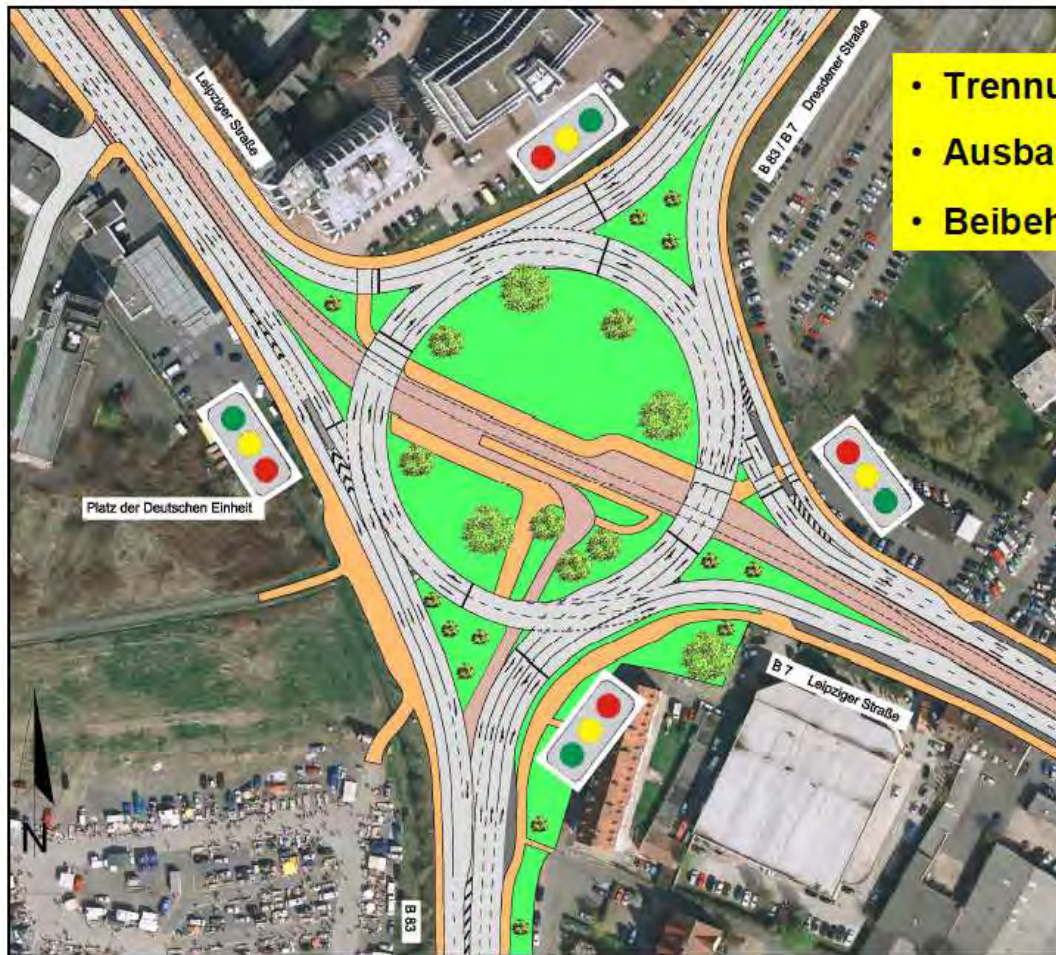 Leipziger Straße
B 83 / B 7 Dresdener Straße
• Trennu
• Ausba
• Beibeh
Platz der Deutschen Einheit
B 7 Leipziger Straße
N
B 83